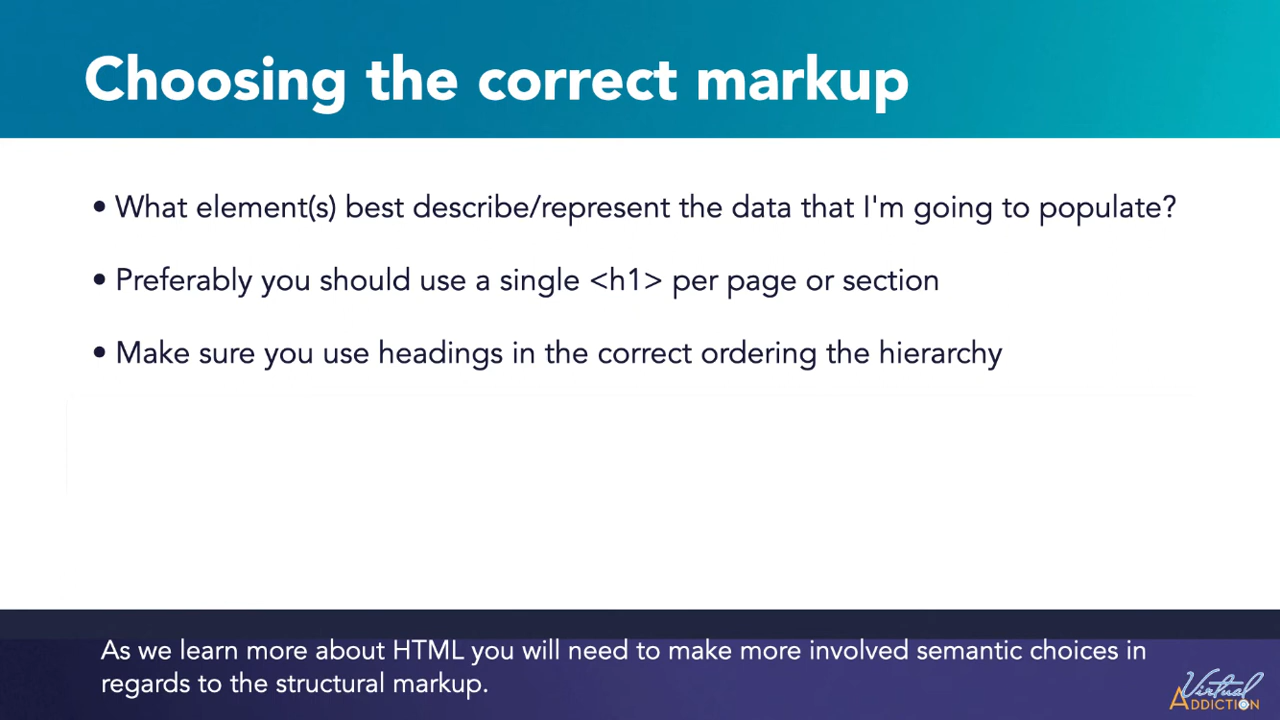 Choosing the correct markup
• What element(s) best describe/represent the data that I'm going to populate?
• Preferably you should use a single <h1> per page or section
• Make sure you use headings in the correct ordering the hierarchy
As we learn more about HTML you will need to make more involved semantic choices in
regards to the structural markup.
Virtual
ADDICTION